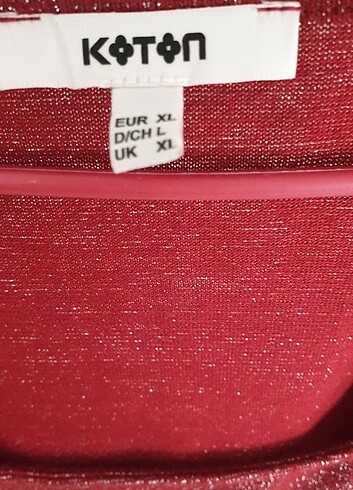 KOTON
EUR XL
D/CH L
UK XL